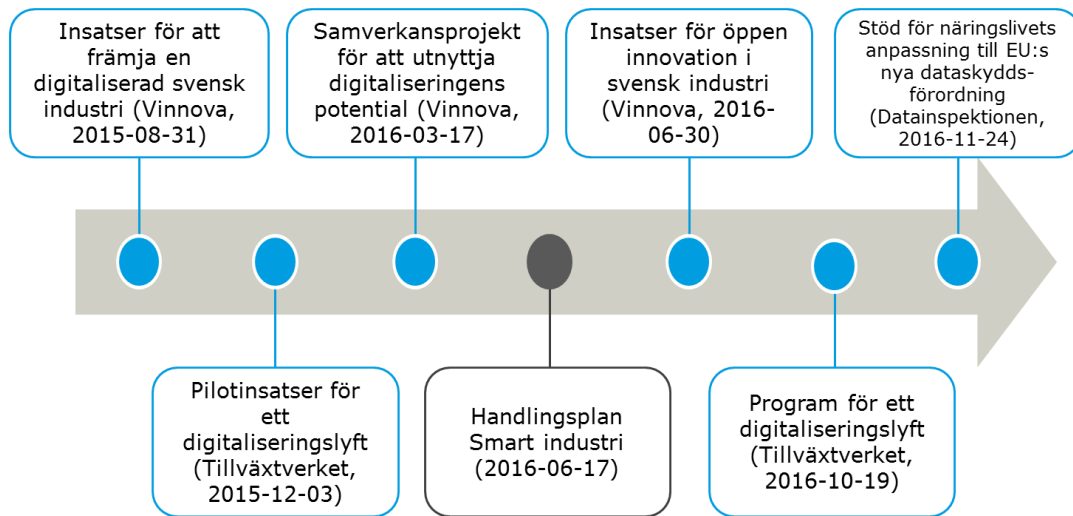 Insatser för att
främja en
digitaliserad svensk
industri (Vinnova,
2015-08-31)
Samverkansprojekt
för att utnyttja
digitaliseringens
potential (Vinnova,
2016-03-17)
Insatser för öppen
innovation i
svensk industri
(Vinnova, 2016-
06-30)
Stöd för näringslivets
anpassning till EU:s
nya dataskydds-
förordning
(Datainspektionen,
2016-11-24)
Pilotinsatser för
ett
digitaliseringslyft
(Tillväxtverket,
2015-12-03)
Handlingsplan
Smart industri
(2016-06-17)
Program för ett
digitaliseringslyft
(Tillväxtverket,
2016-10-19)